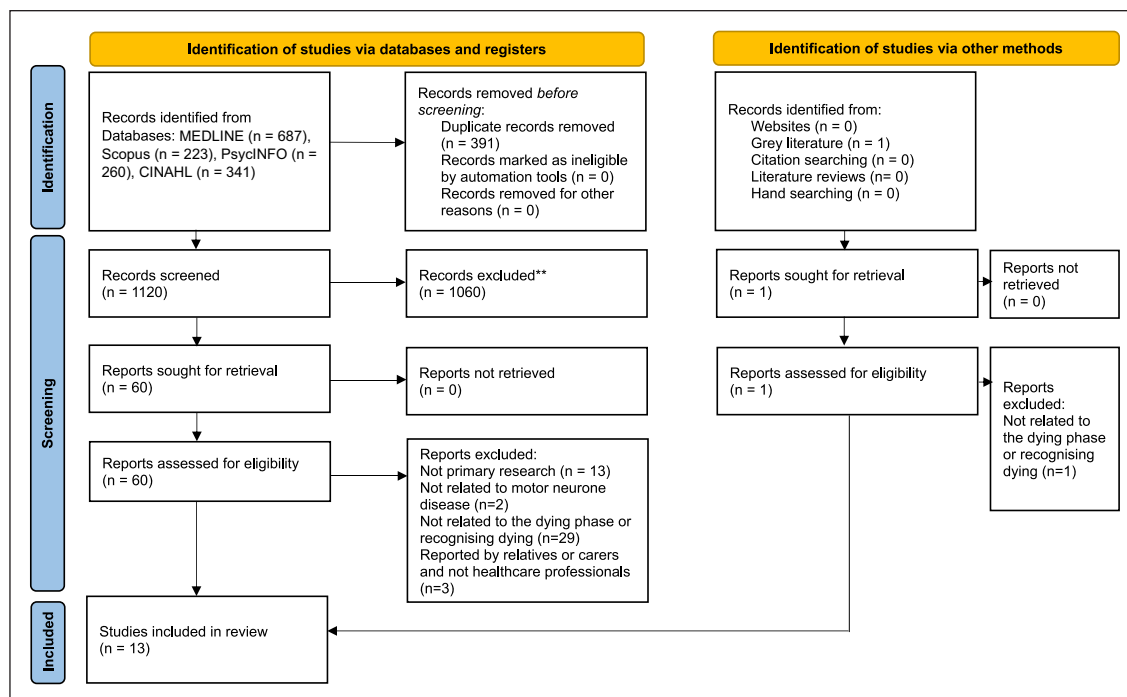 Identification of studies via databases and registers
Identification of studies via other methods
Identification
Records identified from
Databases: MEDLINE (n = 687),
Scopus (n = 223), PsycINFO (n =
260), CINAHL (n = 341)
Records removed before
screening:
Duplicate records removed
(n = 391)
Records marked as ineligible
by automation tools (n = 0)
Records removed for other
reasons (n = 0)
Records identified from:
Websites (n = 0)
Grey literature (n = 1)
Citation searching (n = 0)
Literature reviews (n= 0)
Hand searching (n = 0)
Screening
Records screened
(n = 1120)
Records excluded**
(n = 1060)
Reports sought for retrieval
(n = 1)
Reports not
retrieved
(n = 0)
Reports sought for retrieval
(n = 60)
Reports not retrieved
(n = 0)
Reports assessed for eligibility
(n = 1)
Reports
excluded:
Not related to
the dying phase
or recognising
dying (n=1)
Reports assessed for eligibility
(n = 60)
Reports excluded:
Not primary research (n = 13)
Not related to motor neurone
disease (n=2)
Not related to the dying phase or
recognising dying (n=29)
Reported by relatives or carers
and not healthcare professionals
(n=3)
Included
Studies included in review
(n = 13)